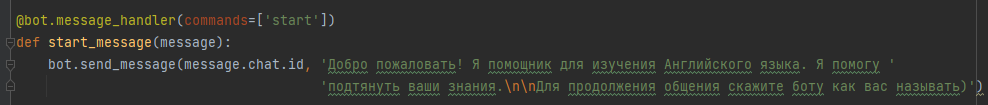 @bot.message_handler(commands=['start'])
def start_message(message):
    bot.send_message(message.chat.id, 'Добро пожаловать! Я помощник для изучения Английского языка. Я помогу '
                                      'подтянуть ваши знания.\n\nДля продолжения общения скажите боту как вас называть)')